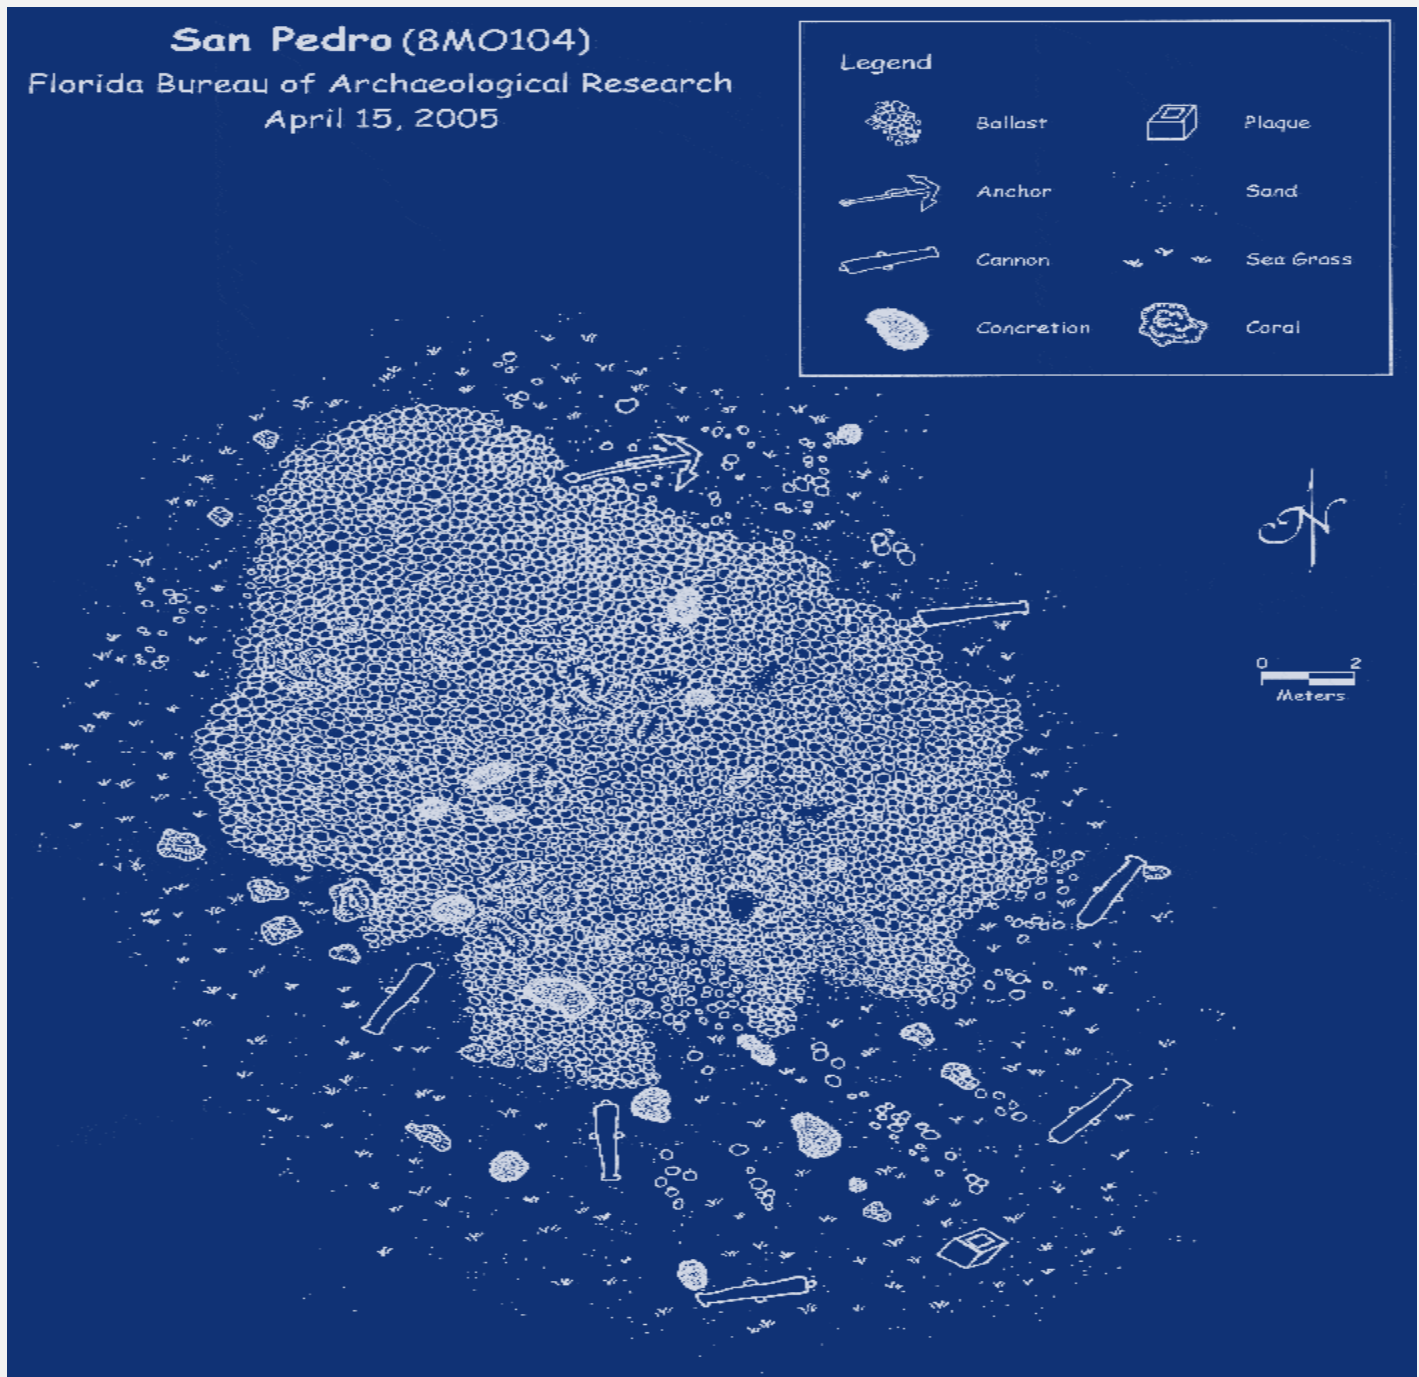 San Pedro (8MO104)
Florida Bureau of Archaeological Research
April 15, 2005
Legend
Ballast
Plaque
Anchor
Sand
Cannon
Sea Grass
Concretion
Coral
N
0 2
Meters